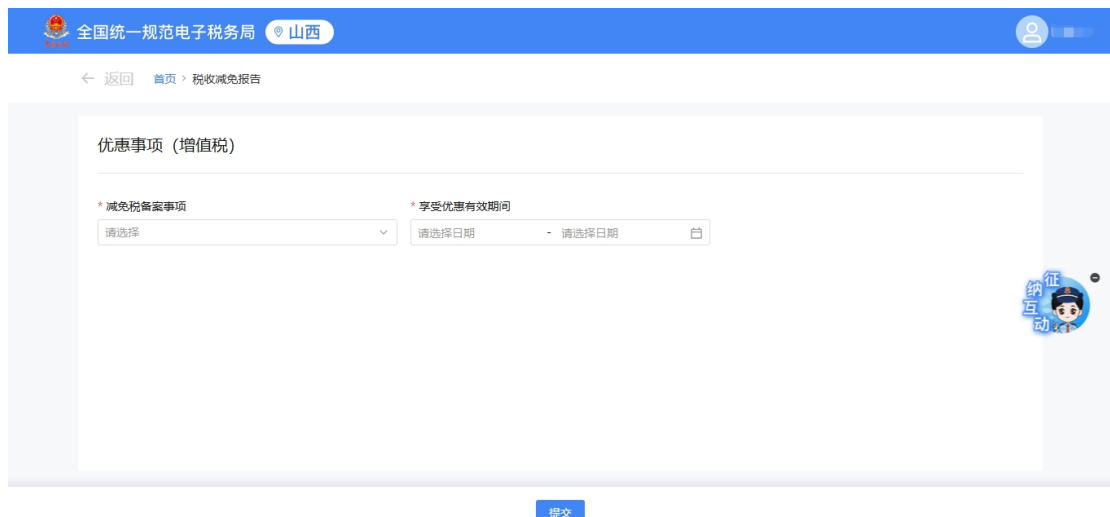 全国统一规范电子税务局 山西
返回 首页 > 税收减免报告
优惠事项（增值税）
* 减免税备案事项 * 享受优惠有效期间
请选择 请选择日期 - 请选择日期
征纳互动
提交